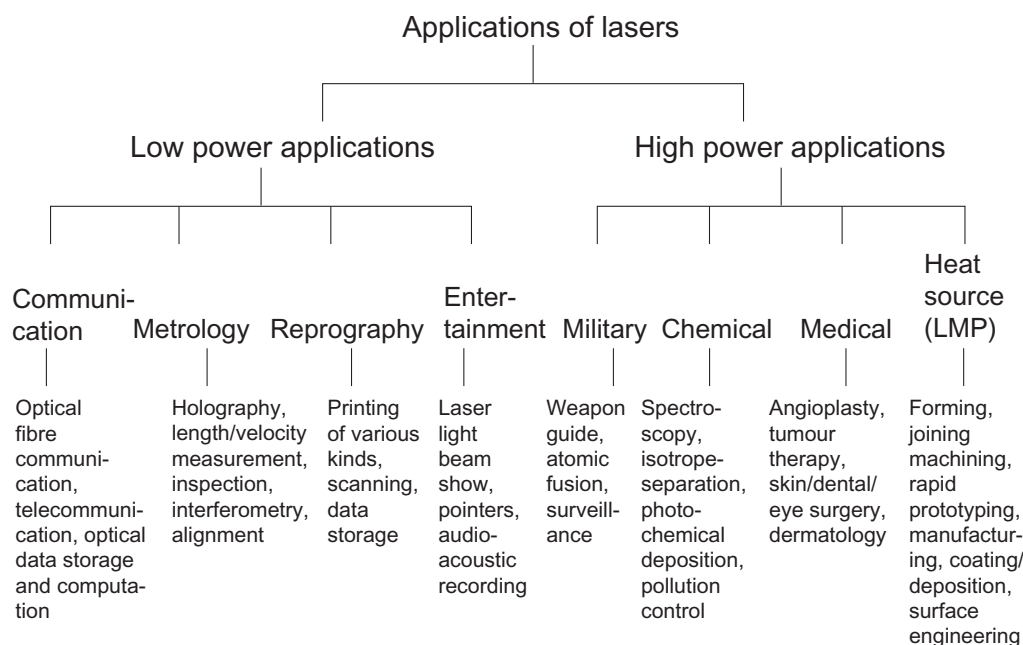 Applications of lasers
Low power applications
High power applications
Communi-
cation
Metrology
Reprography
Enter-
tainment
Military
Chemical
Medical
Heat
source
(LMP)
Optical
fibre
communi-
cation,
telecommuni-
cation, optical
data storage
and computa-
tion
Holography,
length/velocity
measurement,
inspection,
interferometry,
alignment
Printing
of various
kinds,
scanning,
data
storage
Laser
light
beam
show,
pointers,
audio-
acoustic
recording
Weapon
guide,
atomic
fusion,
surveill-
ance
Spectro-
scopy,
isotrope-
separation,
photo-
chemical
deposition,
pollution
control
Angioplasty,
tumour
therapy,
skin/dental/
eye surgery,
dermatology
Forming,
joining
machining,
rapid
prototyping,
manufactur-
ing, coating/
deposition,
surface
engineering